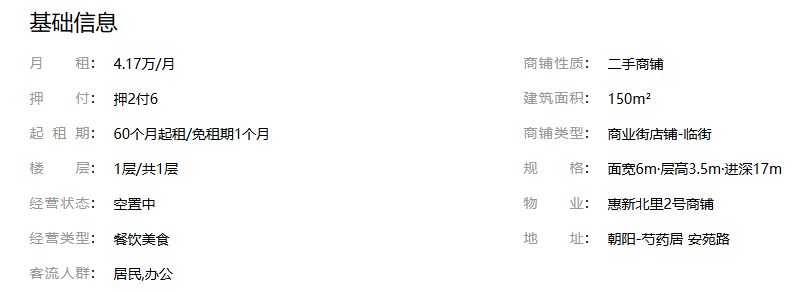 基础信息
月租： 4.17万/月 商铺性质： 二手商铺
押付： 押2付6 建筑面积： 150m²
起租期： 60个月起租/免租期1个月 商铺类型： 商业街店铺-临街
楼层： 1层/共1层 规格： 面宽6m·层高3.5m·进深17m
经营状态： 空置中 物业： 惠新北里2号商铺
经营类型： 餐饮美食 地址： 朝阳-芍药居 安苑路
客流人群： 居民,办公